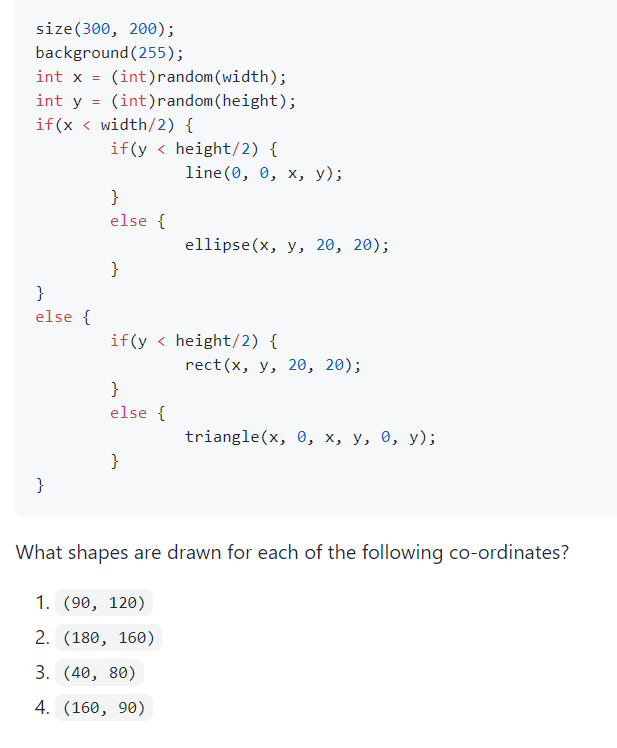 size(300, 200);
background(255);
int x = (int)random(width);
int y = (int)random(height);
if(x < width/2) {
        if(y < height/2) {
                line(0, 0, x, y);
        }
        else {
                ellipse(x, y, 20, 20);
        }
}
else {
        if(y < height/2) {
                rect(x, y, 20, 20);
        }
        else {
                triangle(x, 0, x, y, 0, y);
        }
}
What shapes are drawn for each of the following co-ordinates?
1. (90, 120)
2. (180, 160)
3. (40, 80)
4. (160, 90)